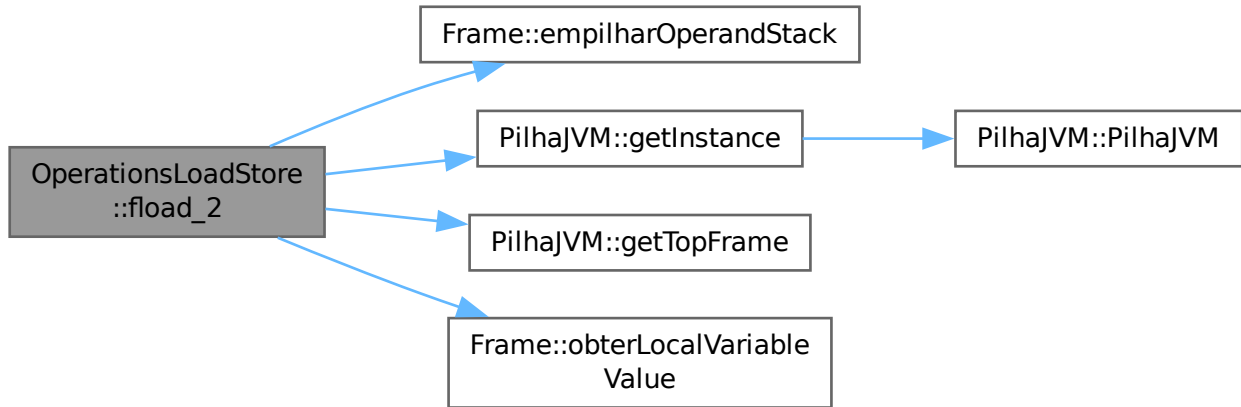 Frame::empilharOperandStack
PilhaJVM::getInstance
PilhaJVM::PilhaJVM
OperationsLoadStore
::fload_2
PilhaJVM::getTopFrame
Frame::obterLocalVariable
Value